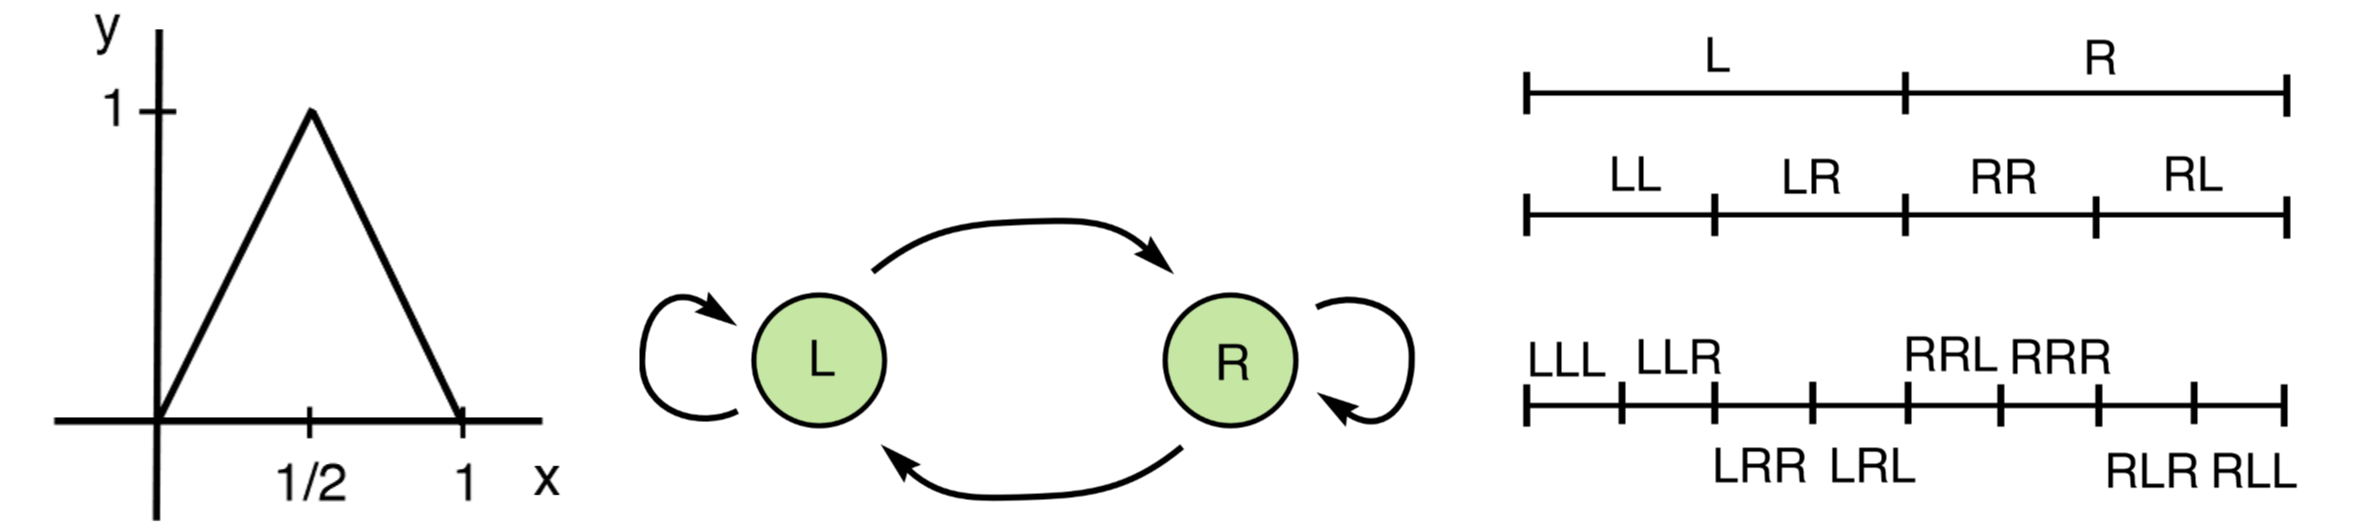 y
1
1/2 1 x
L R
L R
LL LR RR RL
LLL LLR RRL RRR
LRR LRL RLR RLL